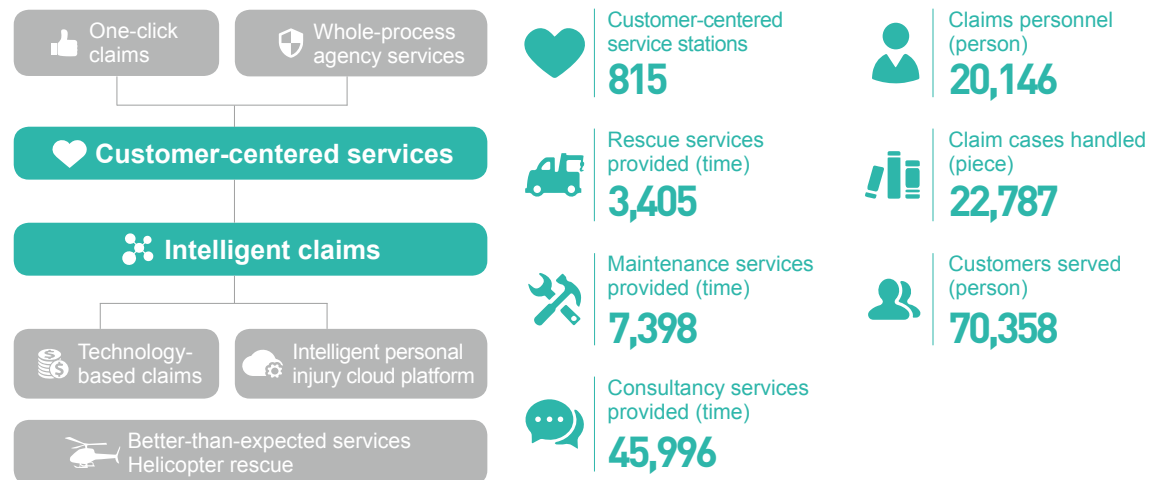 One-click
claims
Whole-process
agency services
Customer-centered services
Intelligent claims
Technology-
based claims
Intelligent personal
injury cloud platform
Better-than-expected services
Helicopter rescue
Customer-centered
service stations
815
Rescue services
provided (time)
3,405
Maintenance services
provided (time)
7,398
Consultancy services
provided (time)
45,996
Claims personnel
(person)
20,146
Claim cases handled
(piece)
22,787
Customers served
(person)
70,358